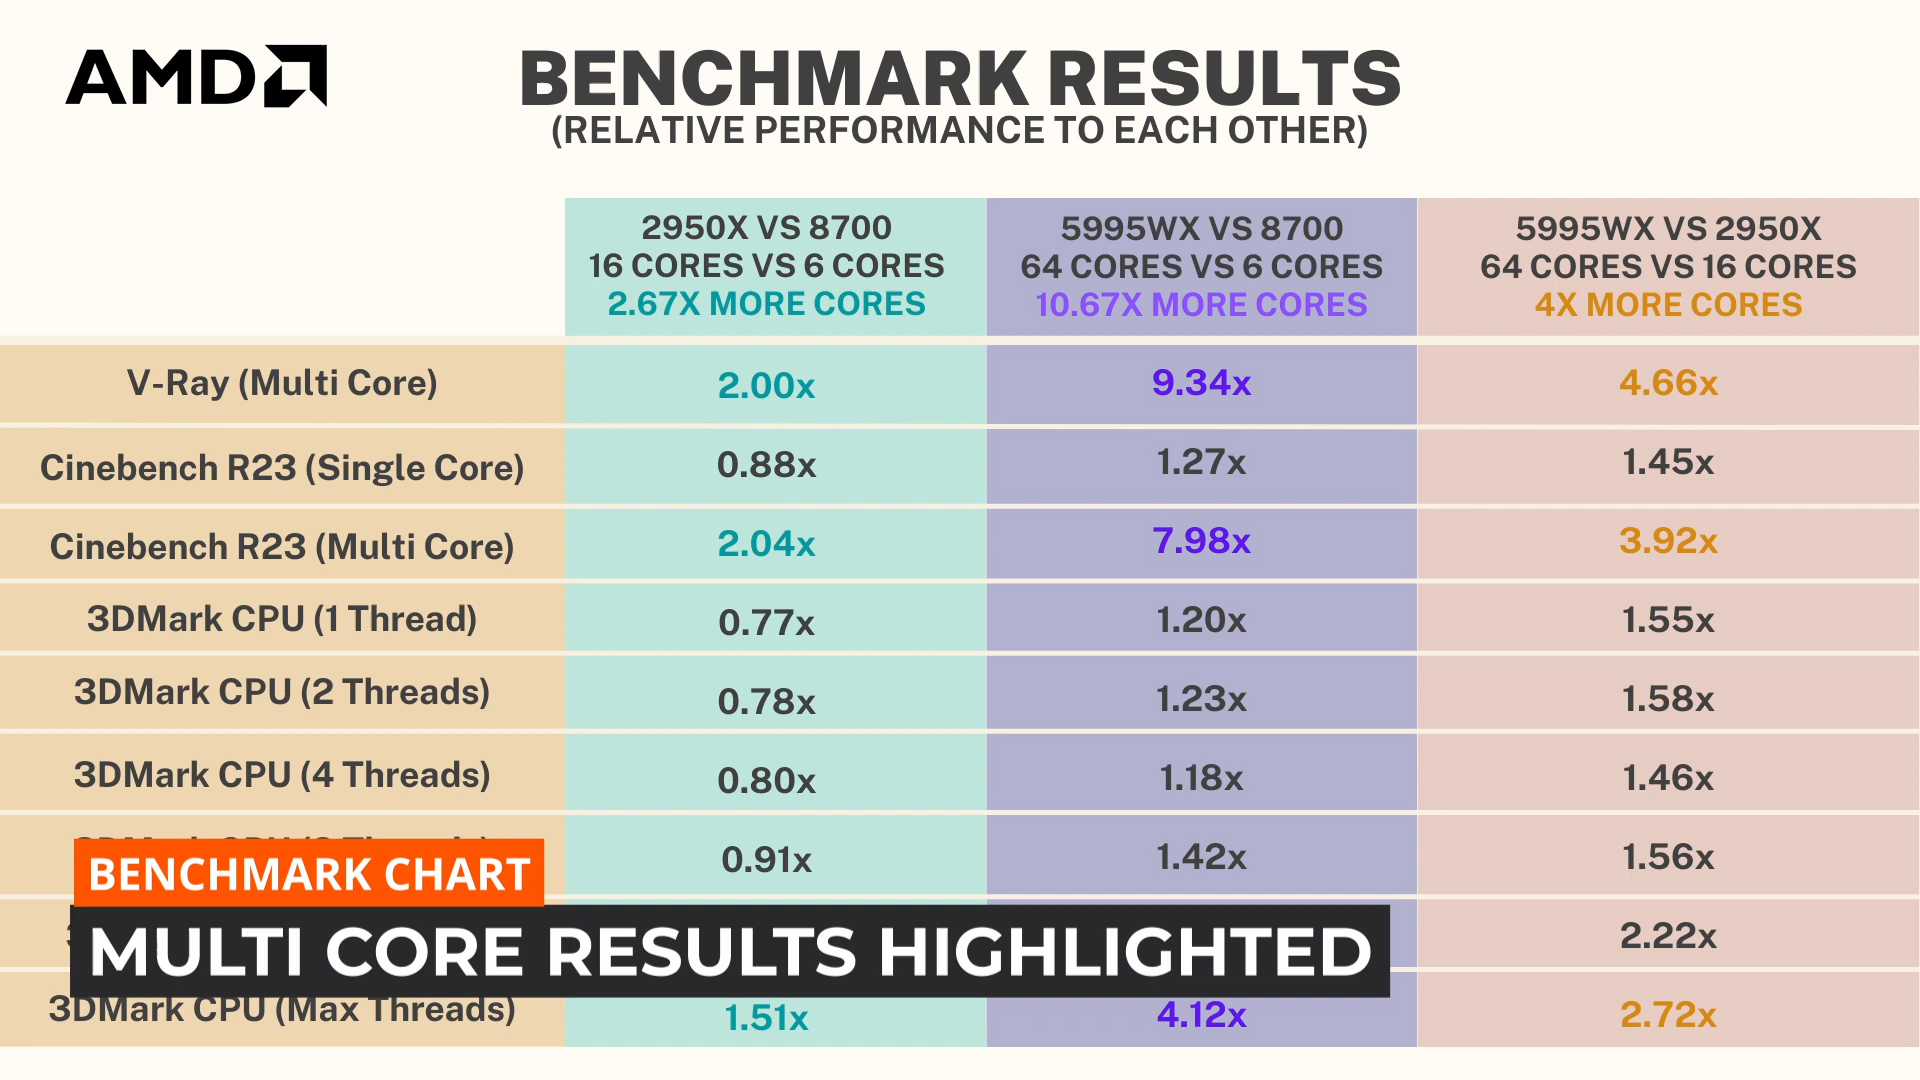 AMD
BENCHMARK RESULTS
(RELATIVE PERFORMANCE TO EACH OTHER)
2950X VS 8700
16 CORES VS 6 CORES
2.67X MORE CORES
5995WX VS 8700
64 CORES VS 6 CORES
10.67X MORE CORES
5995WX VS 2950X
64 CORES VS 16 CORES
4X MORE CORES
V-Ray (Multi Core) 2.00x 9.34x 4.66x
Cinebench R23 (Single Core) 0.88x 1.27x 1.45x
Cinebench R23 (Multi Core) 2.04x 7.98x 3.92x
3DMark CPU (1 Thread) 0.77x 1.20x 1.55x
3DMark CPU (2 Threads) 0.78x 1.23x 1.58x
3DMark CPU (4 Threads) 0.80x 1.18x 1.46x
0.91x 1.42x 1.56x
BENCHMARK CHART
2.22x
MULTI CORE RESULTS HIGHLIGHTED
3DMark CPU (Max Threads) 1.51x 4.12x 2.72x